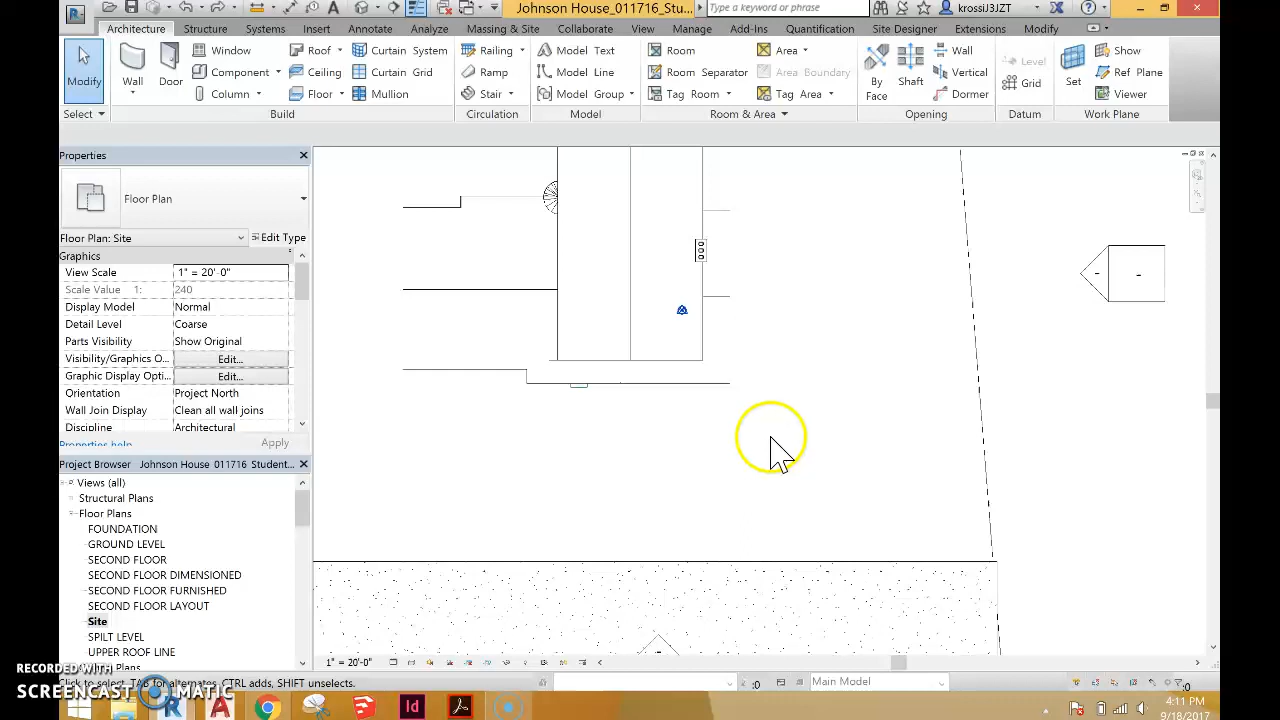 Johnson House_011716_Stu...
Type a keyword or phrase
krossiJ3JZT
Architecture Structure Systems Insert Annotate Analyze Massing & Site Collaborate View Manage Add-Ins Quantification Site Designer Extensions Modify
Modify
Wall
Door
Window
Component
Column
Roof
Ceiling
Floor
Curtain System
Curtain Grid
Mullion
Railing
Ramp
Stair
Model Text
Model Line
Model Group
Room
Room Separator
Tag Room
Area
Area Boundary
Tag Area
By Face
Shaft
Wall
Vertical
Dormer
Level
Grid
Set
Show
Ref Plane
Viewer
Select Build Circulation Model Room & Area Opening Datum Work Plane
Properties
Floor Plan
Floor Plan: Site Edit Type
Graphics
View Scale 1" = 20'-0"
Scale Value 1: 240
Display Model Normal
Detail Level Coarse
Parts Visibility Show Original
Visibility/Graphics O... Edit...
Graphic Display Opti... Edit...
Orientation Project North
Wall Join Display Clean all wall joins
Discipline Architectural
Properties help Apply
Project Browser Johnson House 011716 Student...
Views (all)
Structural Plans
Floor Plans
FOUNDATION
GROUND LEVEL
SECOND FLOOR
SECOND FLOOR DIMENSIONED
SECOND FLOOR FURNISHED
SECOND FLOOR LAYOUT
Site
SPILT LEVEL
UPPER ROOF LINE
1" = 20'-0"
RECORDED WITH
SCREENCAST MATIC
Click to select, TAB for alternates, CTRL adds, SHIFT unselects.
:0
Main Model
:0
Id
4:11 PM
9/18/2017